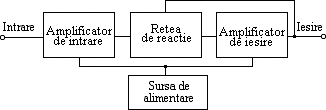 Intrare
Amplificator
de intrare
Retea
de reactie
Amplificator
de iesire
Iesire
Sursa de
alimentare